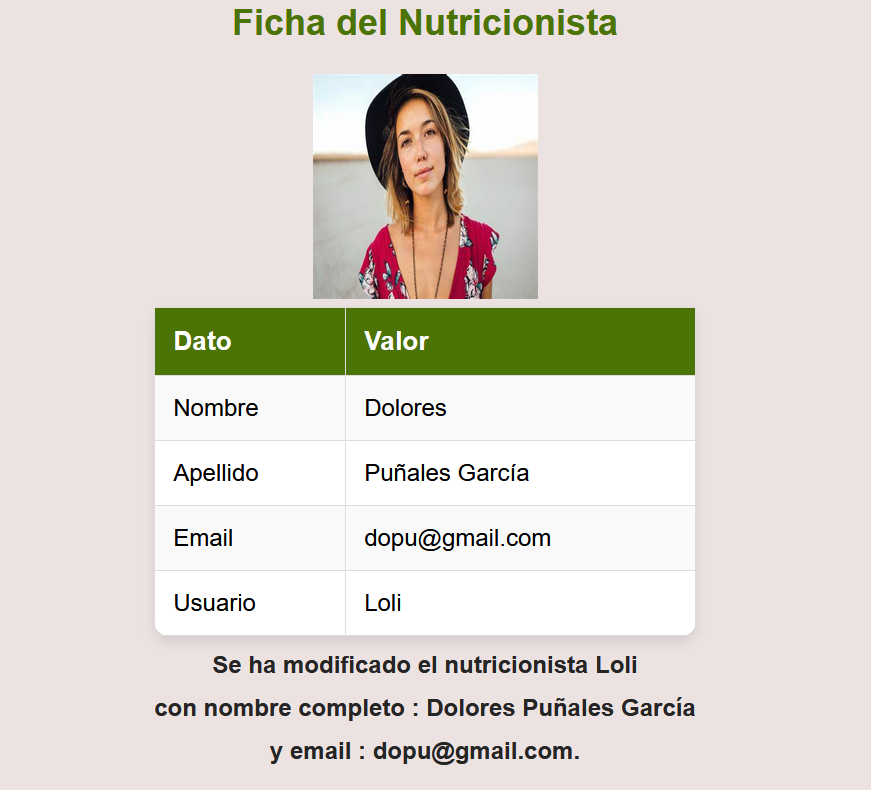 Ficha del Nutricionista
Dato Valor
Nombre Dolores
Apellido Puñales García
Email dopu@gmail.com
Usuario Loli
Se ha modificado el nutricionista Loli
con nombre completo : Dolores Puñales García
y email : dopu@gmail.com.